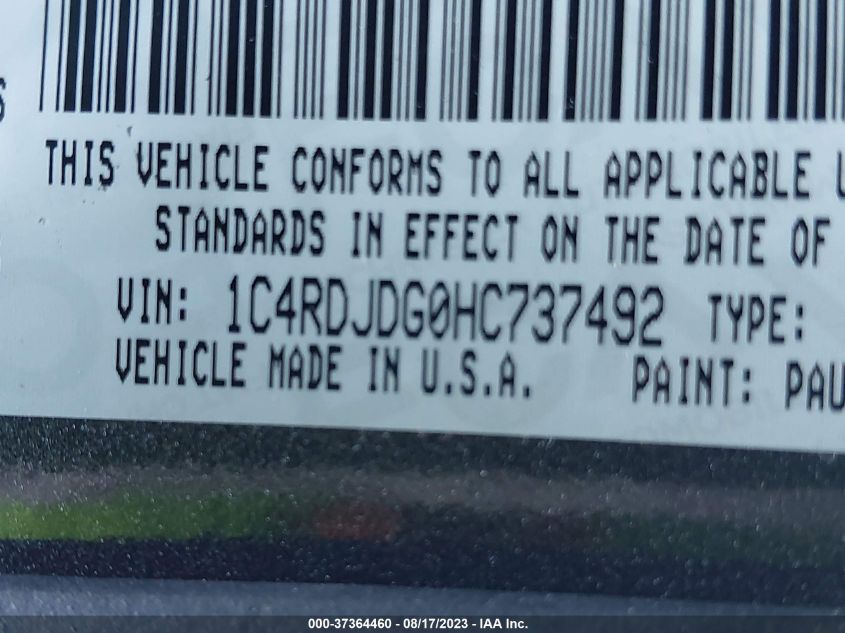 THIS VEHICLE CONFORMS TO ALL APPLICABLE
STANDARDS IN EFFECT ON THE DATE OF
VIN: 1C4RDJDG0HC737492 TYPE:
VEHICLE MADE IN U.S.A. PAINT: PAU
000-37364460 - 08/17/2023 - IAA Inc.